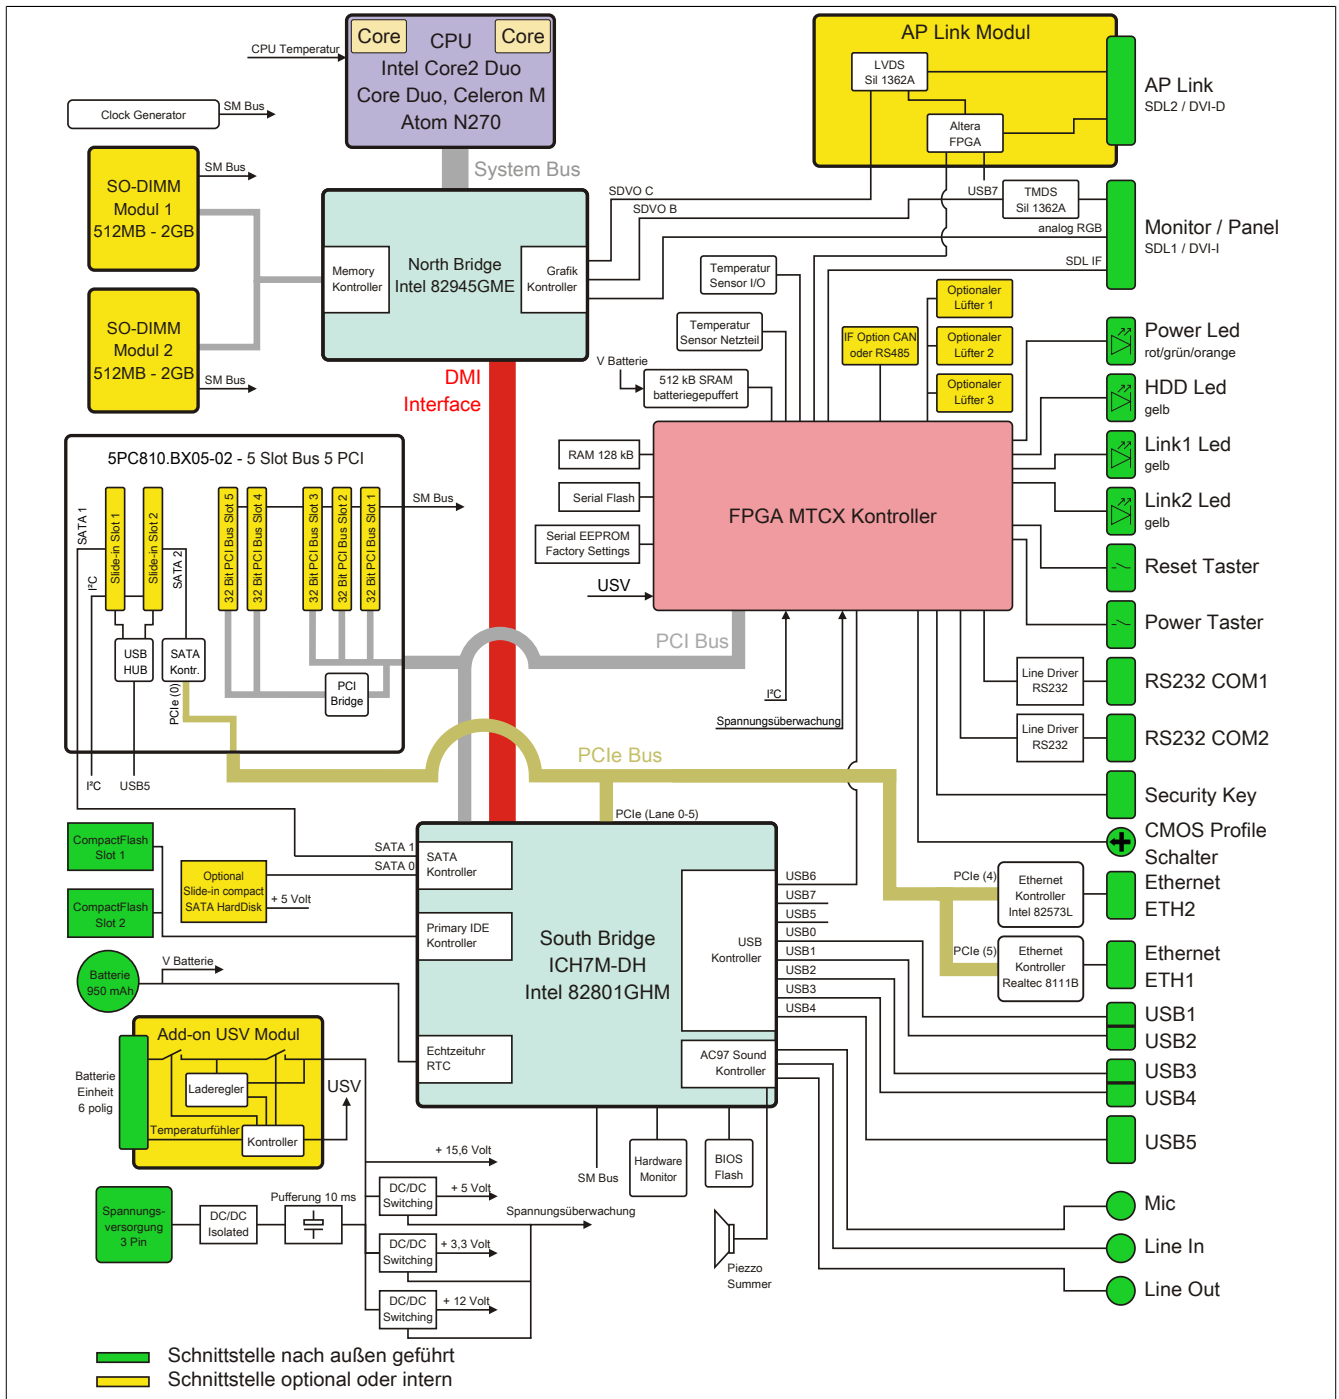 Core
CPU
Core
Intel Core2 Duo
Core Duo, Celeron M
Atom N270
CPU Temperatur
Clock Generator
SM Bus
System Bus
SO-DIMM
Modul 1
512MB - 2GB
SM Bus
SO-DIMM
Modul 2
512MB - 2GB
SM Bus
Memory
Kontroller
North Bridge
Intel 82945GME
Grafik
Kontroller
SDVO C
SDVO B
AP Link Modul
LVDS
Sil 1362A
Altera
FPGA
USB7
TMDS
Sil 1362A
analog RGB
SDL IF
AP Link
SDL2 / DVI-D
Monitor / Panel
SDL1 / DVI-I
Temperatur
Sensor I/O
Temperatur
Sensor Netzteil
V Batterie
512 kB SRAM
batteriegepuffert
IF Option CAN
oder RS485
Optionaler
Lüfter 1
Optionaler
Lüfter 2
Optionaler
Lüfter 3
Power Led
rot/grün/orange
HDD Led
gelb
Link1 Led
gelb
Link2 Led
gelb
Reset Taster
Power Taster
RS232 COM1
RS232 COM2
Security Key
CMOS Profile
Schalter
DMI
Interface
RAM 128 kB
Serial Flash
Serial EEPROM
Factory Settings
USV
FPGA MTCX Kontroller
5PC810.BX05-02 - 5 Slot Bus 5 PCI
SATA 1
I²C
Slide-in Slot 1
Slide-in Slot 2
SATA 2
32 Bit PCI Bus Slot 5
32 Bit PCI Bus Slot 4
32 Bit PCI Bus Slot 3
32 Bit PCI Bus Slot 2
32 Bit PCI Bus Slot 1
SM Bus
USB
HUB
SATA
Kontr.
PCIe (0)
PCI
Bridge
I²C
USB5
PCI Bus
I²C
Spannungsüberwachung
Line Driver
RS232
Line Driver
RS232
PCIe Bus
PCIe (Lane 0-5)
CompactFlash
Slot 1
CompactFlash
Slot 2
Optional
Slide-in compact
SATA HardDisk
+ 5 Volt
SATA 1
SATA 0
SATA
Kontroller
Primary IDE
Kontroller
South Bridge
ICH7M-DH
Intel 82801GHM
Echtzeituhr
RTC
USB
Kontroller
AC97 Sound
Kontroller
USB6
USB7
USB5
USB0
USB1
USB2
USB3
USB4
PCIe (4)
Ethernet
Kontroller
Intel 82573L
Ethernet
ETH2
PCIe (5)
Ethernet
Kontroller
Realtec 8111B
Ethernet
ETH1
USB1
USB2
USB3
USB4
USB5
Mic
Line In
Line Out
Batterie
950 mAh
V Batterie
Add-on USV Modul
Batterie
Einheit
6 polig
Laderegler
Temperaturfühler
Kontroller
USV
+ 15,6 Volt
SM Bus
Hardware
Monitor
BIOS
Flash
Piezzo
Summer
Spannungs-
versorgung
3 Pin
DC/DC
Isolated
Pufferung 10 ms
DC/DC
Switching
+ 5 Volt
Spannungsüberwachung
DC/DC
Switching
+ 3,3 Volt
DC/DC
Switching
+ 12 Volt
Schnittstelle nach außen geführt
Schnittstelle optional oder intern